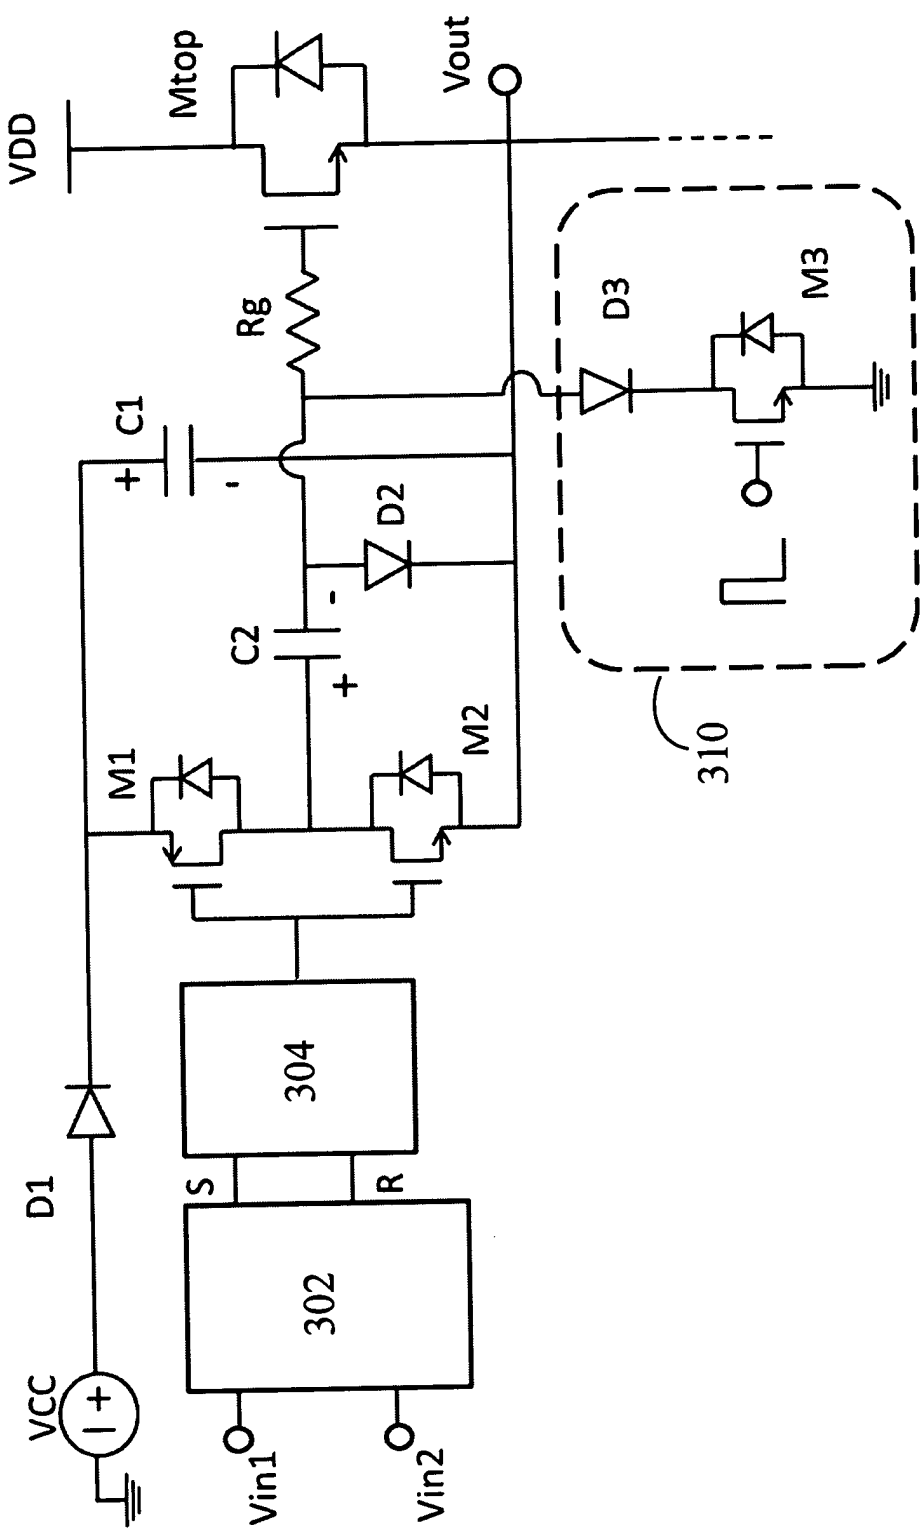 VCC
D1
VDD
Mtop
+
C1
-
Rg
Vout
M1
C2
+
-
D2
M2
+
Vin1
Vin2
302
S
R
304
310
D3
M3